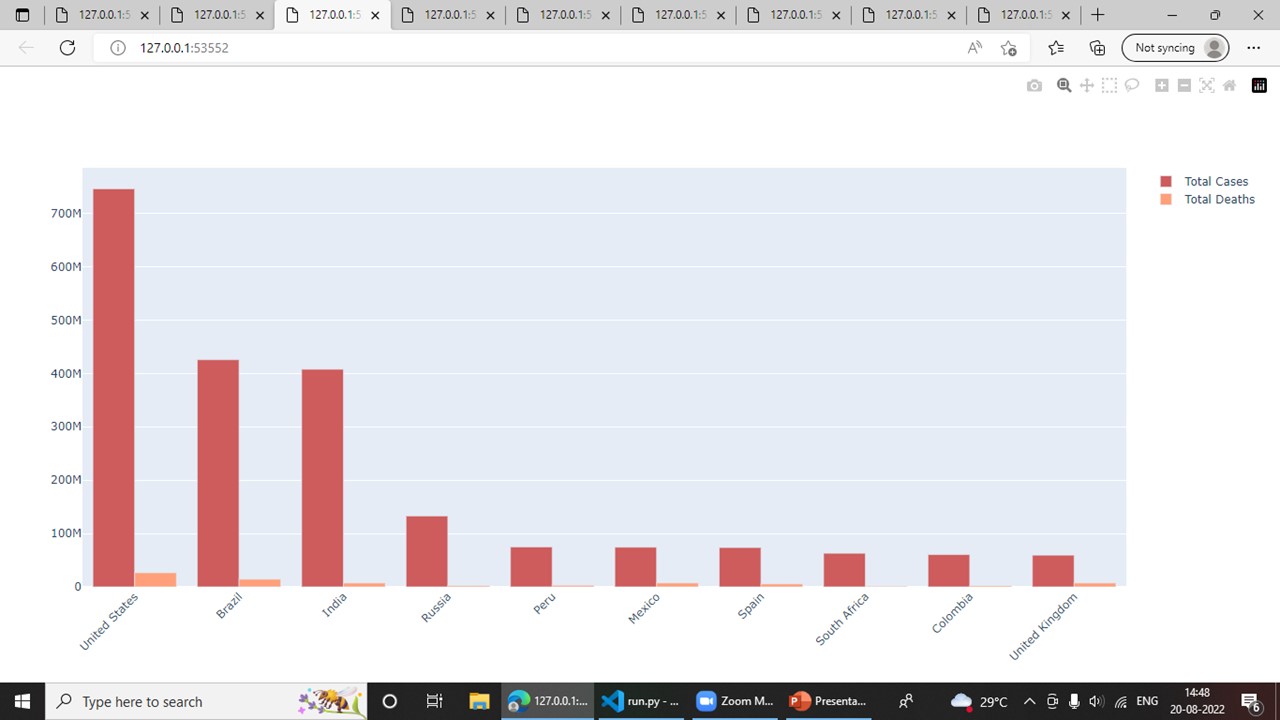 127.0.0.1:5 127.0.0.1:5 127.0.0.1:5 127.0.0.1:5 127.0.0.1:5 127.0.0.1:5 127.0.0.1:5 127.0.0.1:5 127.0.0.1:5
127.0.0.1:53552
Not syncing
Total Cases
Total Deaths
700M
600M
500M
400M
300M
200M
100M
0
United States Brazil India Russia Peru Mexico Spain South Africa Colombia United Kingdom
Type here to search
127.0.0.1:...
run.py - ...
Zoom M...
Presenta...
29°C
ENG
14:48
20-08-2022
6